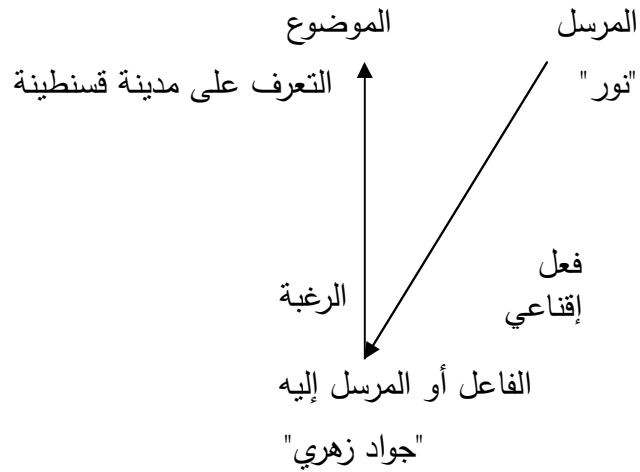 المرسل
الموضوع
"نور"
التعرف على مدينة قسنطينة
فعل
إقناعي
الرغبة
الفاعل أو المرسل إليه
"جواد زهري"